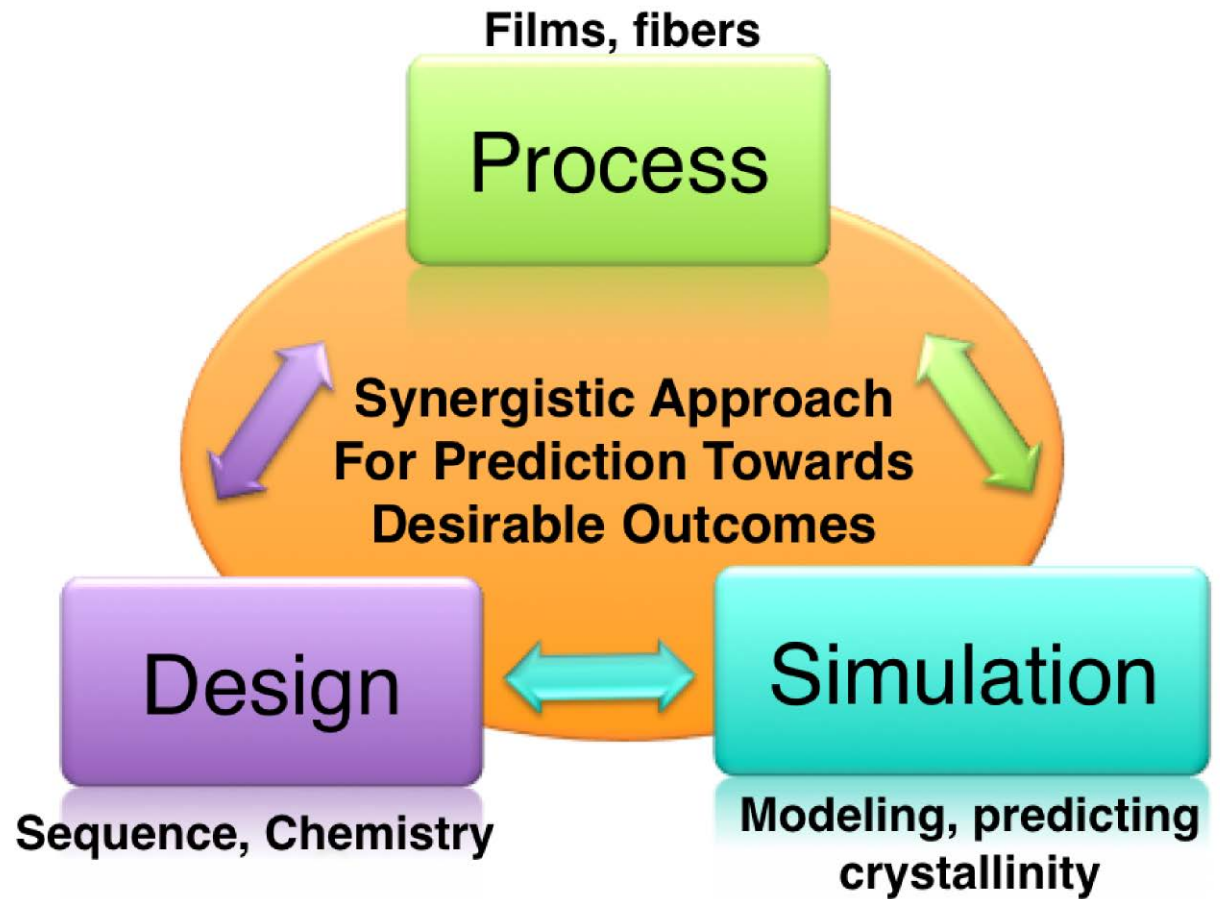 Films, fibers
Process
Synergistic Approach
For Prediction Towards
Desirable Outcomes
Design
Simulation
Sequence, Chemistry
Modeling, predicting
crystallinity